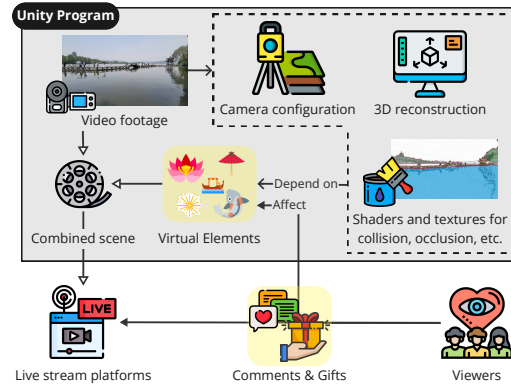 Unity Program
Video footage
Camera configuration
3D reconstruction
Depend on
Affect
Shaders and textures for
collision, occlusion, etc.
Combined scene
Virtual Elements
LIVE
Live stream platforms
Comments & Gifts
Viewers